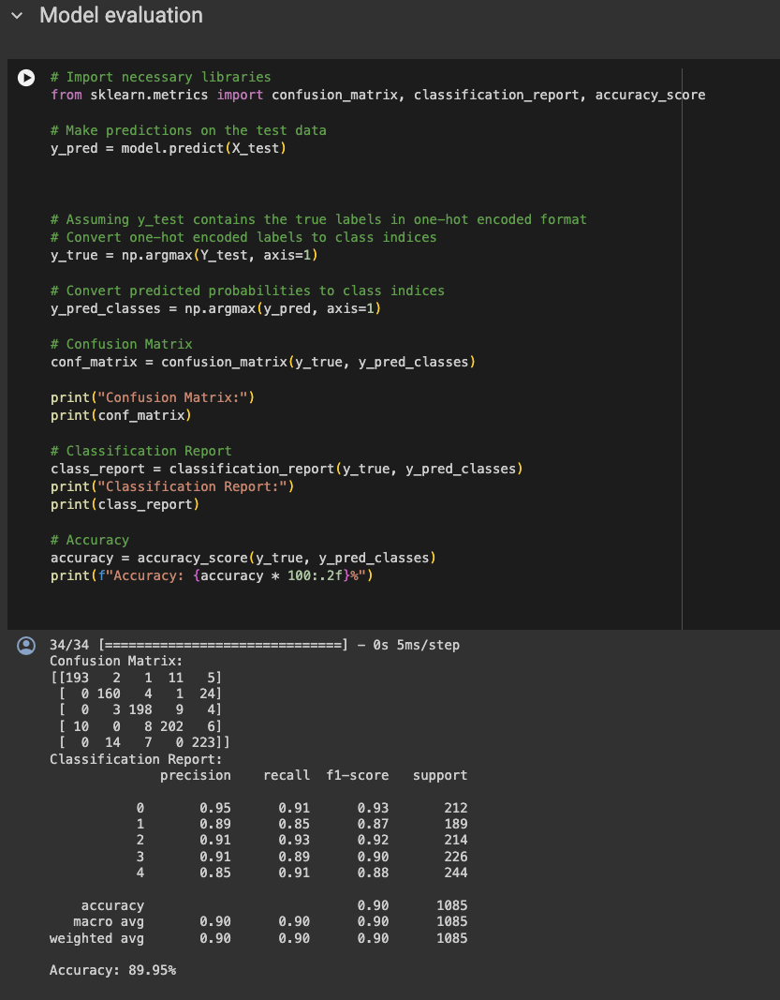 Model evaluation
# Import necessary libraries
from sklearn.metrics import confusion_matrix, classification_report, accuracy_score
# Make predictions on the test data
y_pred = model.predict(X_test)
# Assuming y_test contains the true labels in one-hot encoded format
# Convert one-hot encoded labels to class indices
y_true = np.argmax(Y_test, axis=1)
# Convert predicted probabilities to class indices
y_pred_classes = np.argmax(y_pred, axis=1)
# Confusion Matrix
conf_matrix = confusion_matrix(y_true, y_pred_classes)
print("Confusion Matrix:")
print(conf_matrix)
# Classification Report
class_report = classification_report(y_true, y_pred_classes)
print("Classification Report:")
print(class_report)
# Accuracy
accuracy = accuracy_score(y_true, y_pred_classes)
print(f"Accuracy: {accuracy * 100:.2f}%")
34/34 [==============================] - 0s 5ms/step
Confusion Matrix:
[[193   2   1  11   5]
 [  0 160   4   1  24]
 [  0   3 198   9   4]
 [ 10   0   8 202   6]
 [  0  14   7   0 223]]
Classification Report:
              precision    recall  f1-score   support
           0       0.95      0.91      0.93       212
           1       0.89      0.85      0.87       189
           2       0.91      0.93      0.92       214
           3       0.91      0.89      0.90       226
           4       0.85      0.91      0.88       244
    accuracy                           0.90      1085
   macro avg       0.90      0.90      0.90      1085
weighted avg       0.90      0.90      0.90      1085
Accuracy: 89.95%